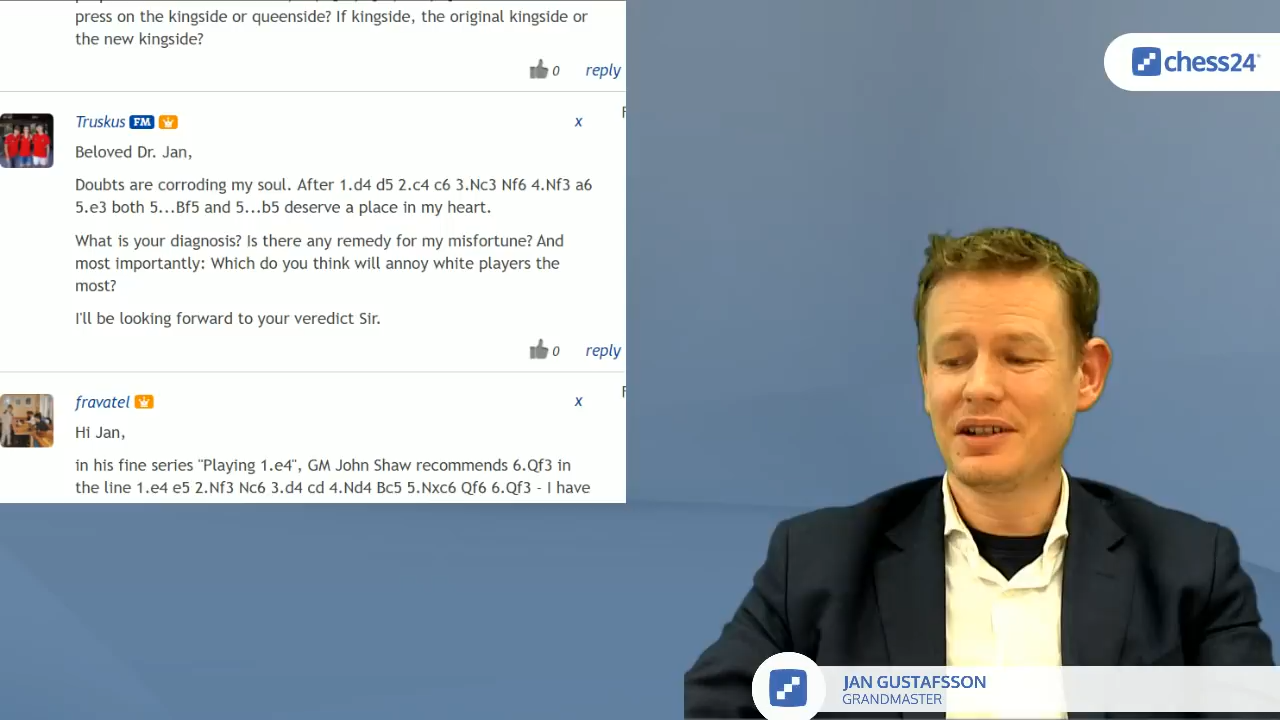 press on the kingside or queenside? If kingside, the original kingside or
the new kingside?
0 reply
Truskus FM x
Beloved Dr. Jan,
Doubts are corroding my soul. After 1.d4 d5 2.c4 c6 3.Nc3 Nf6 4.Nf3 a6
5.e3 both 5...Bf5 and 5...b5 deserve a place in my heart.
What is your diagnosis? Is there any remedy for my misfortune? And
most importantly: Which do you think will annoy white players the
most?
I'll be looking forward to your veredict Sir.
0 reply
fravatel x
Hi Jan,
in his fine series "Playing 1.e4", GM John Shaw recommends 6.Qf3 in
the line 1.e4 e5 2.Nf3 Nc6 3.d4 cd 4.Nd4 Bc5 5.Nxc6 Qf6 6.Qf3 - I have
chess24
JAN GUSTAFSSON
GRANDMASTER